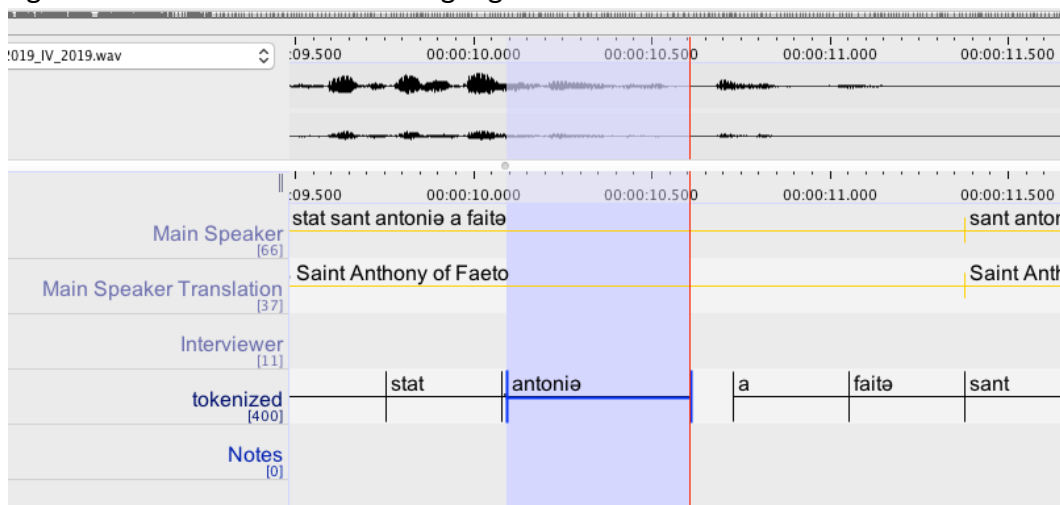 2019_IV_2019.wav
:09.500 00:00:10.000 00:00:10.500 00:00:11.000 00:00:11.500
:09.500 00:00:10.000 00:00:10.500 00:00:11.000 00:00:11.500
stat sant antoniə a faitə sant
Main Speaker
[66]
Saint Anthony of Faeto Saint
Main Speaker Translation
[37]
Interviewer
[11]
stat antoniə a faitə sant
tokenized
[400]
Notes
[0]